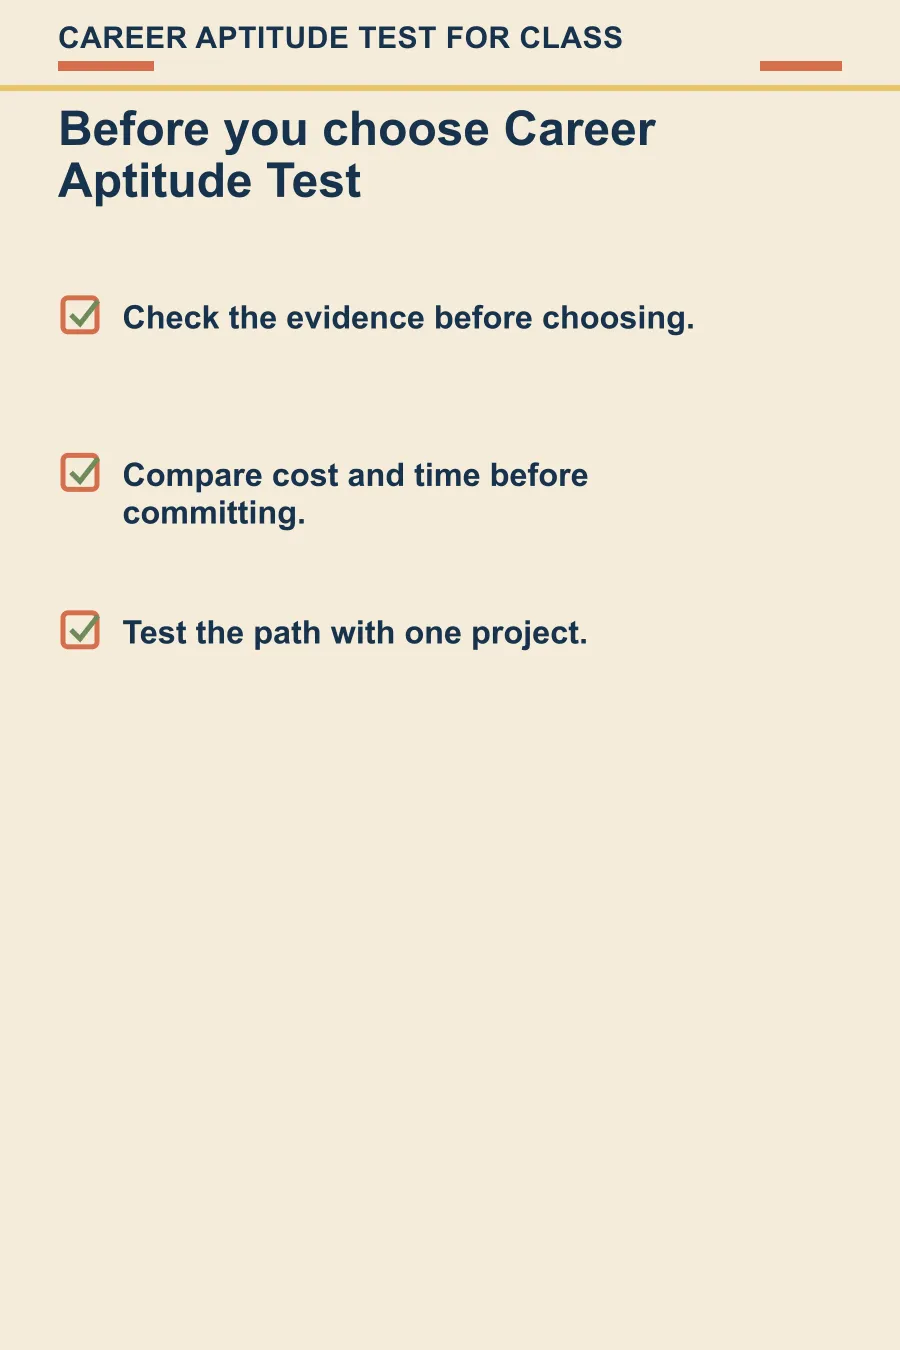 CAREER APTITUDE TEST FOR CLASS
Before you choose Career
Aptitude Test
Check the evidence before choosing.
Compare cost and time before
committing.
Test the path with one project.